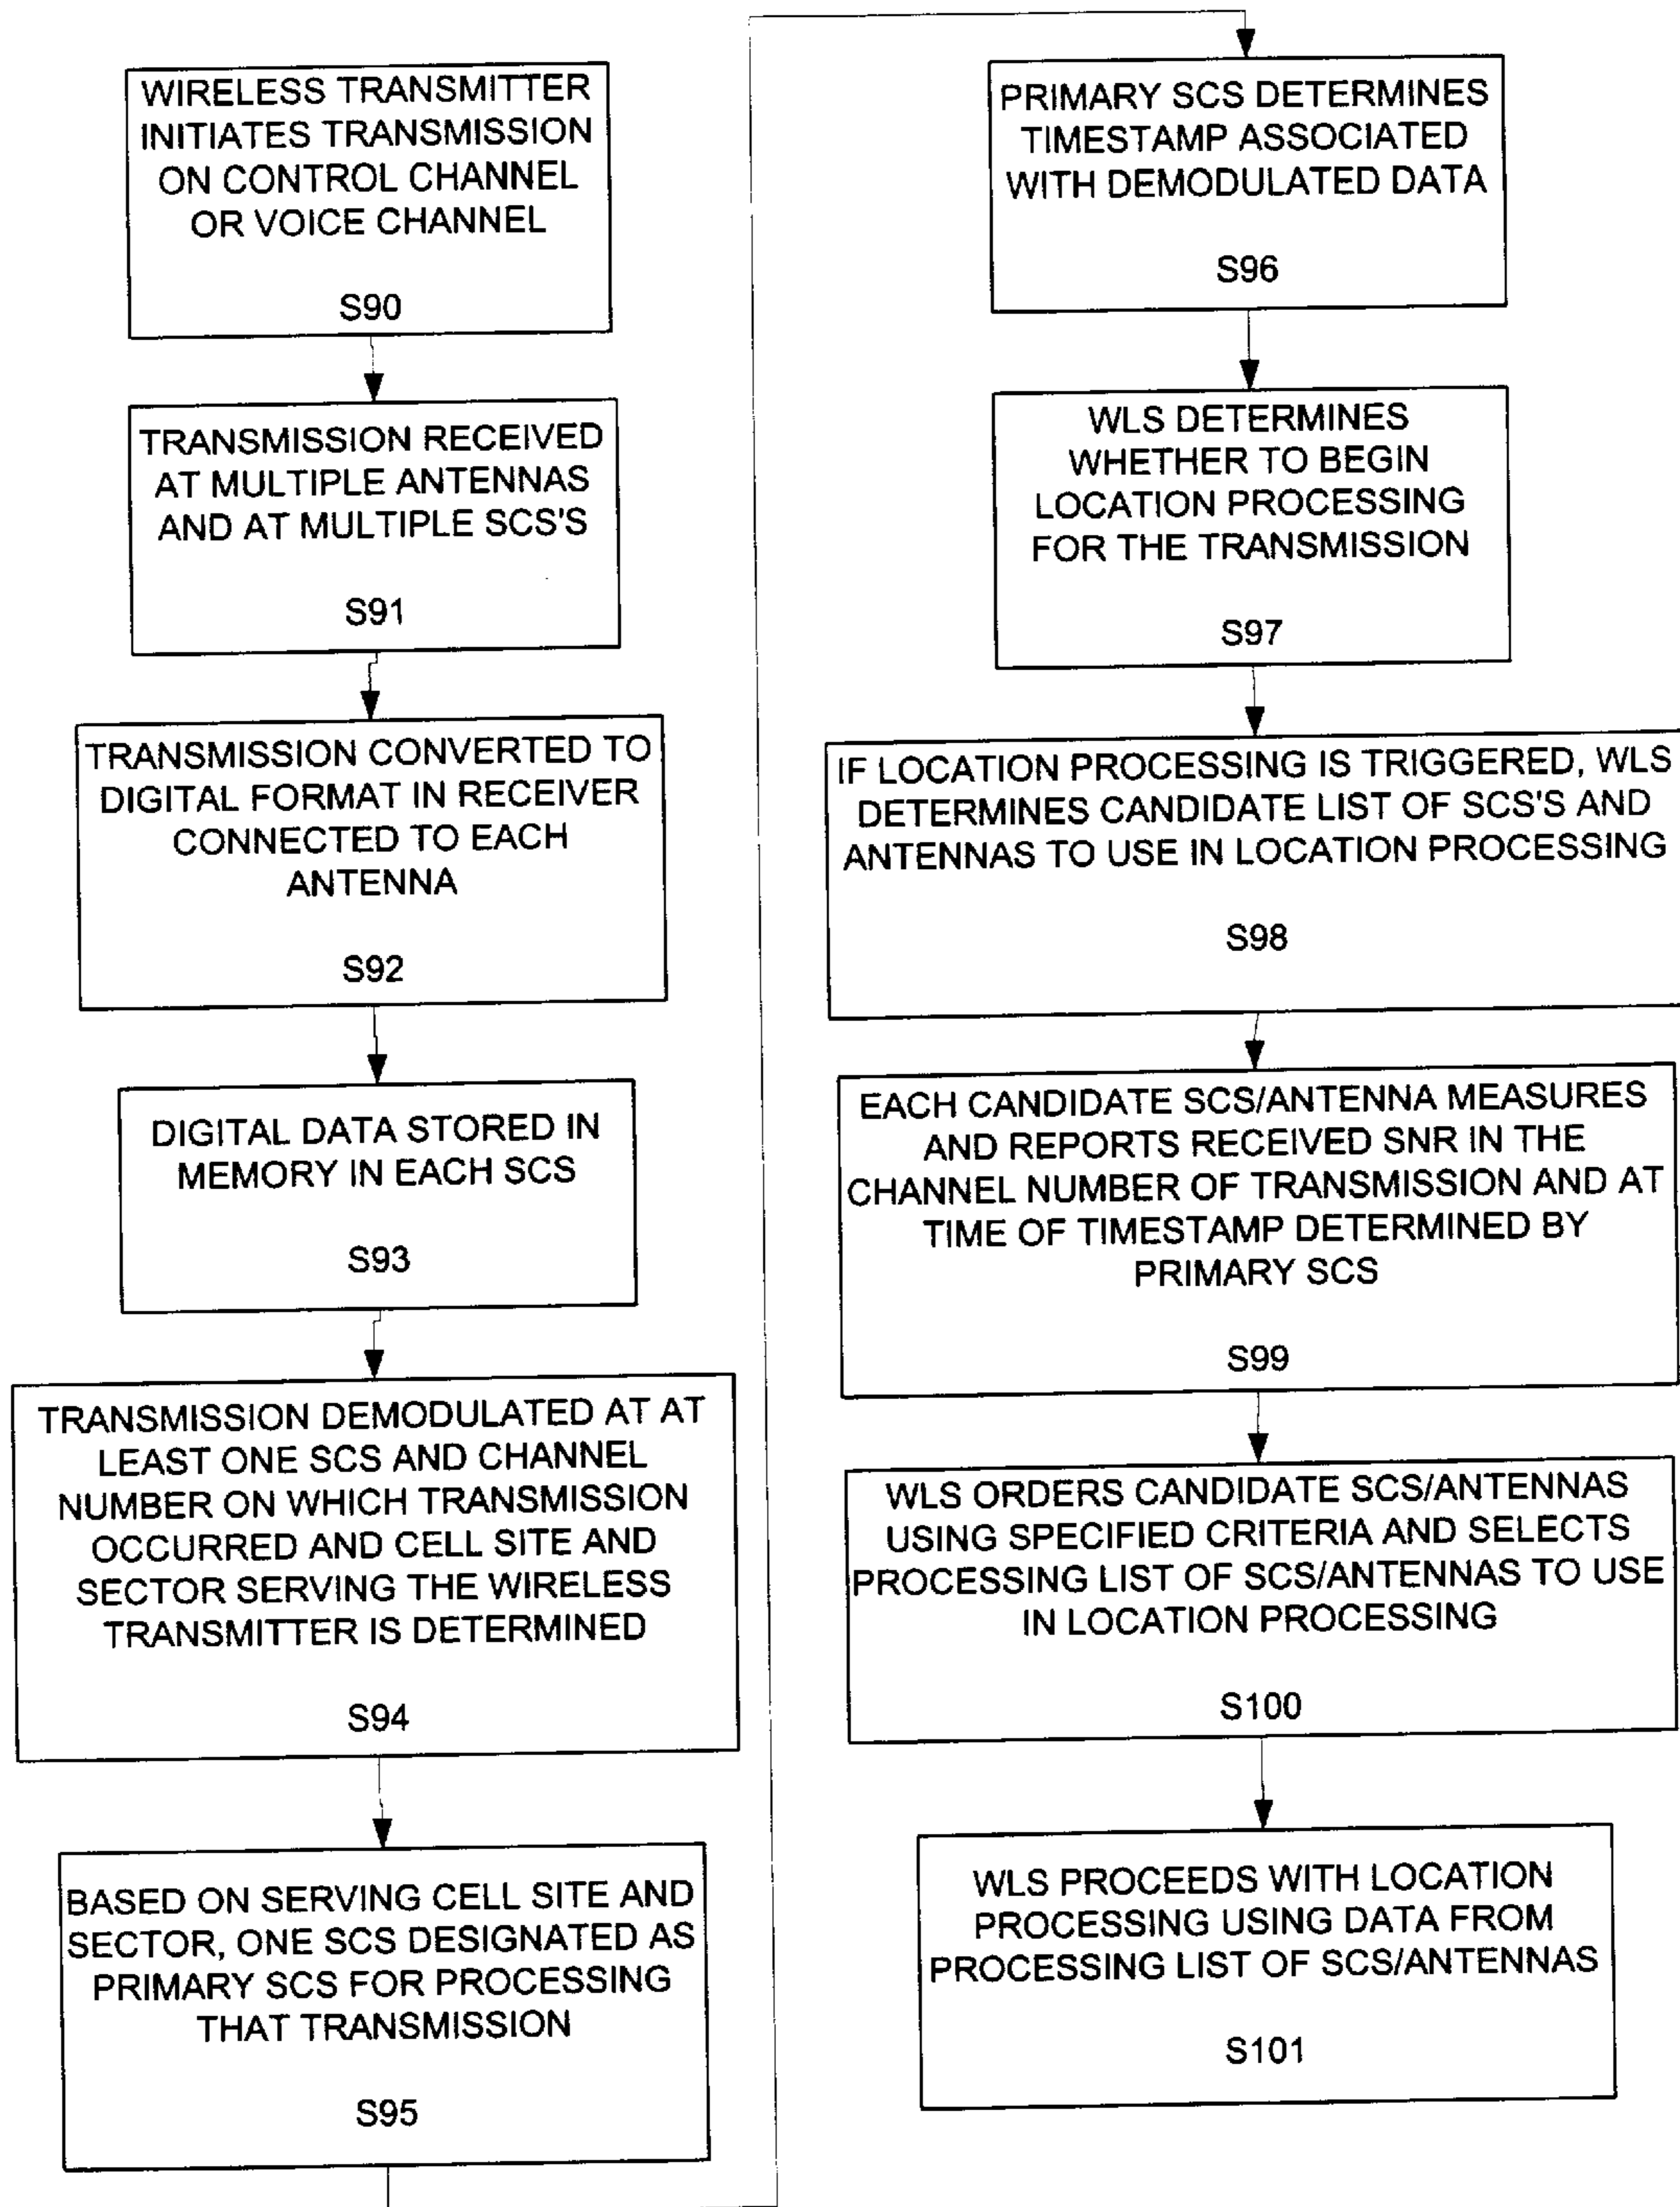 WIRELESS TRANSMITTER
INITIATES TRANSMISSION
ON CONTROL CHANNEL
OR VOICE CHANNEL
S90
TRANSMISSION RECEIVED
AT MULTIPLE ANTENNAS
AND AT MULTIPLE SCS'S
S91
TRANSMISSION CONVERTED TO
DIGITAL FORMAT IN RECEIVER
CONNECTED TO EACH
ANTENNA
S92
DIGITAL DATA STORED IN
MEMORY IN EACH SCS
S93
TRANSMISSION DEMODULATED AT AT
LEAST ONE SCS AND CHANNEL
NUMBER ON WHICH TRANSMISSION
OCCURRED AND CELL SITE AND
SECTOR SERVING THE WIRELESS
TRANSMITTER IS DETERMINED
S94
BASED ON SERVING CELL SITE AND
SECTOR, ONE SCS DESIGNATED AS
PRIMARY SCS FOR PROCESSING
THAT TRANSMISSION
S95
PRIMARY SCS DETERMINES
TIMESTAMP ASSOCIATED
WITH DEMODULATED DATA
S96
WLS DETERMINES
WHETHER TO BEGIN
LOCATION PROCESSING
FOR THE TRANSMISSION
S97
IF LOCATION PROCESSING IS TRIGGERED, WLS
DETERMINES CANDIDATE LIST OF SCS'S AND
ANTENNAS TO USE IN LOCATION PROCESSING
S98
EACH CANDIDATE SCS/ANTENNA MEASURES
AND REPORTS RECEIVED SNR IN THE
CHANNEL NUMBER OF TRANSMISSION AND AT
TIME OF TIMESTAMP DETERMINED BY
PRIMARY SCS
S99
WLS ORDERS CANDIDATE SCS/ANTENNAS
USING SPECIFIED CRITERIA AND SELECTS
PROCESSING LIST OF SCS/ANTENNAS TO USE
IN LOCATION PROCESSING
S100
WLS PROCEEDS WITH LOCATION
PROCESSING USING DATA FROM
PROCESSING LIST OF SCS/ANTENNAS
S101